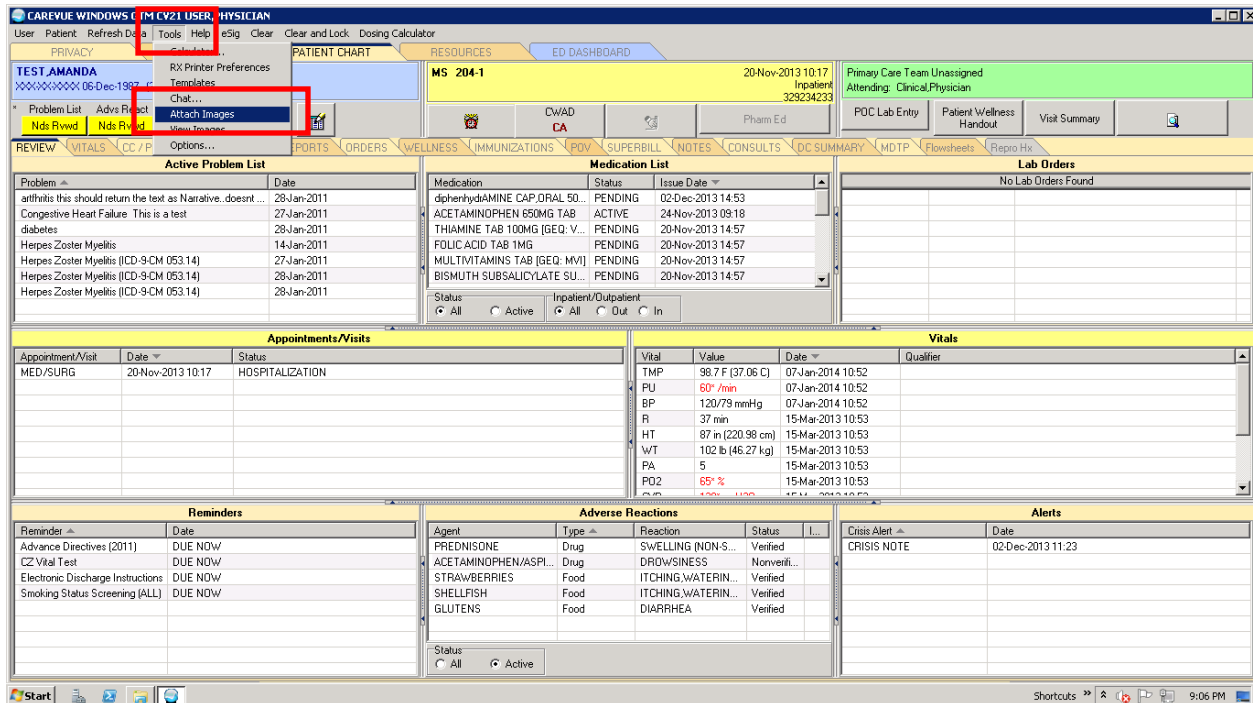 CAREVUE WINDOWS GTM CV21 USER,PHYSICIAN
User Patient Refresh Data Tools Help eSig Clear Clear and Lock Dosing Calculator
PRIVACY PATIENT CHART RESOURCES ED DASHBOARD
RX Printer Preferences
Templates
Chat...
Attach Images
View Images
Options...
TEST,AMANDA
06-Dec-1987
MS 204-1 20-Nov-2013 10:17
Inpatient
329234233
Primary Care Team Unassigned
Attending: Clinical,Physician
Problem List Advs React
Nds Rvwd Nds Rvwd
CWAD
CA
Pharm Ed
POC Lab Entry Patient Wellness Handout Visit Summary
REVIEW VITALS CC / P EPORTS ORDERS WELLNESS IMMUNIZATIONS POV SUPERBILL NOTES CONSULTS DC SUMMARY MDTP Flowsheets Repro Hx
Active Problem List
Problem Date
artfhritis this should return the text as Narrative..doesnt ... 28-Jan-2011
Congestive Heart Failure This is a test 27-Jan-2011
diabetes 28-Jan-2011
Herpes Zoster Myelitis 14-Jan-2011
Herpes Zoster Myelitis (ICD-9-CM 053.14) 27-Jan-2011
Herpes Zoster Myelitis (ICD-9-CM 053.14) 28-Jan-2011
Herpes Zoster Myelitis (ICD-9-CM 053.14) 28-Jan-2011
Medication List
Medication Status Issue Date
diphenhydrAMINE CAP,ORAL 50... PENDING 02-Dec-2013 14:53
ACETAMINOPHEN 650MG TAB ACTIVE 24-Nov-2013 09:18
THIAMINE TAB 100MG [GEQ: V... PENDING 20-Nov-2013 14:57
FOLIC ACID TAB 1MG PENDING 20-Nov-2013 14:57
MULTIVITAMINS TAB [GEQ: MVI] PENDING 20-Nov-2013 14:57
BISMUTH SUBSALICYLATE SU... PENDING 20-Nov-2013 14:57
Status Inpatient/Outpatient
All Active All Out In
Lab Orders
No Lab Orders Found
Appointments/Visits
Appointment/Visit Date Status
MED/SURG 20-Nov-2013 10:17 HOSPITALIZATION
Vitals
Vital Value Date Qualifier
TMP 98.7 F (37.06 C) 07-Jan-2014 10:52
PU 60* /min 07-Jan-2014 10:52
BP 120/79 mmHg 07-Jan-2014 10:52
R 37 min 15-Mar-2013 10:53
HT 87 in (220.98 cm) 15-Mar-2013 10:53
WT 102 lb (46.27 kg) 15-Mar-2013 10:53
PA 5 15-Mar-2013 10:53
PO2 65* % 15-Mar-2013 10:53
Reminders
Reminder Date
Advance Directives (2011) DUE NOW
CZ Vital Test DUE NOW
Electronic Discharge Instructions DUE NOW
Smoking Status Screening (ALL) DUE NOW
Adverse Reactions
Agent Type Reaction Status I...
PREDNISONE Drug SWELLING (NON-S... Verified
ACETAMINOPHEN/ASPI... Drug DROWSINESS Nonverifi...
STRAWBERRIES Food ITCHING,WATERIN... Verified
SHELLFISH Food ITCHING,WATERIN... Verified
GLUTENS Food DIARRHEA Verified
Status
All Active
Alerts
Crisis Alert Date
CRISIS NOTE 02-Dec-2013 11:23
Start Shortcuts 9:06 PM